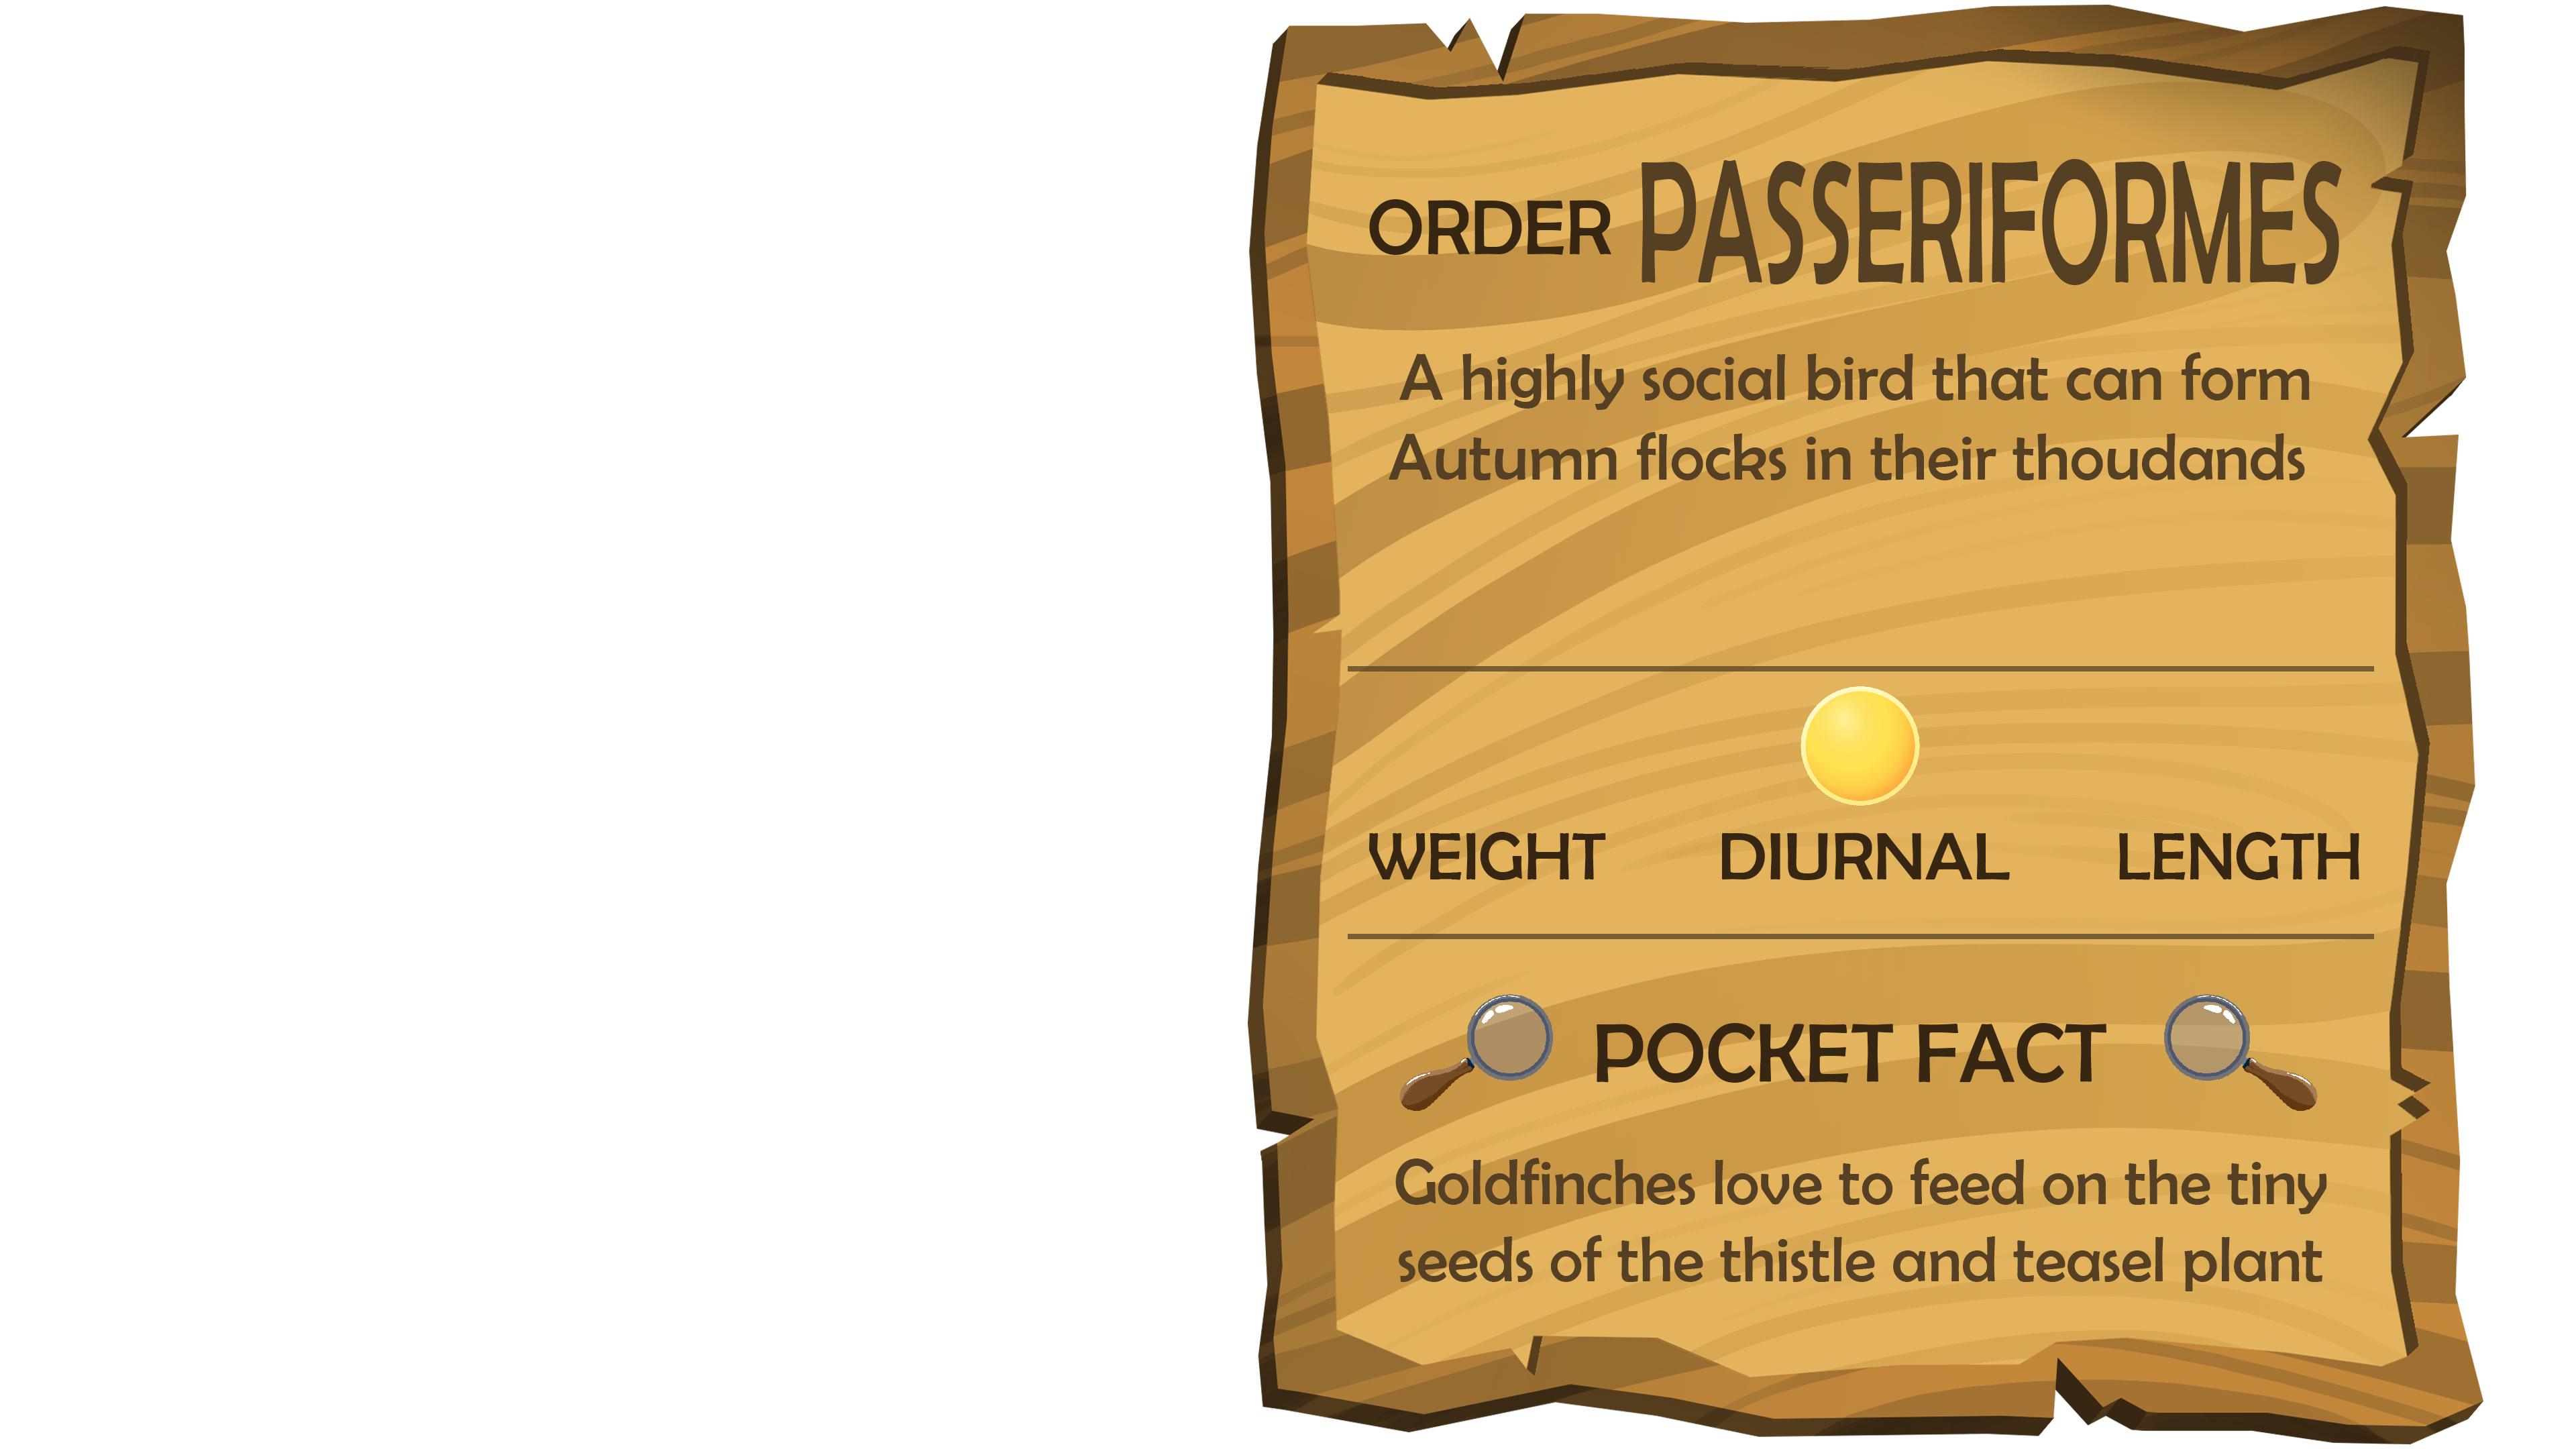 ORDER PASSERIFORMES
A highly social bird that can form
Autumn flocks in their thoudands
WEIGHT DIURNAL LENGTH
POCKET FACT
Goldfinches love to feed on the tiny
seeds of the thistle and teasel plant